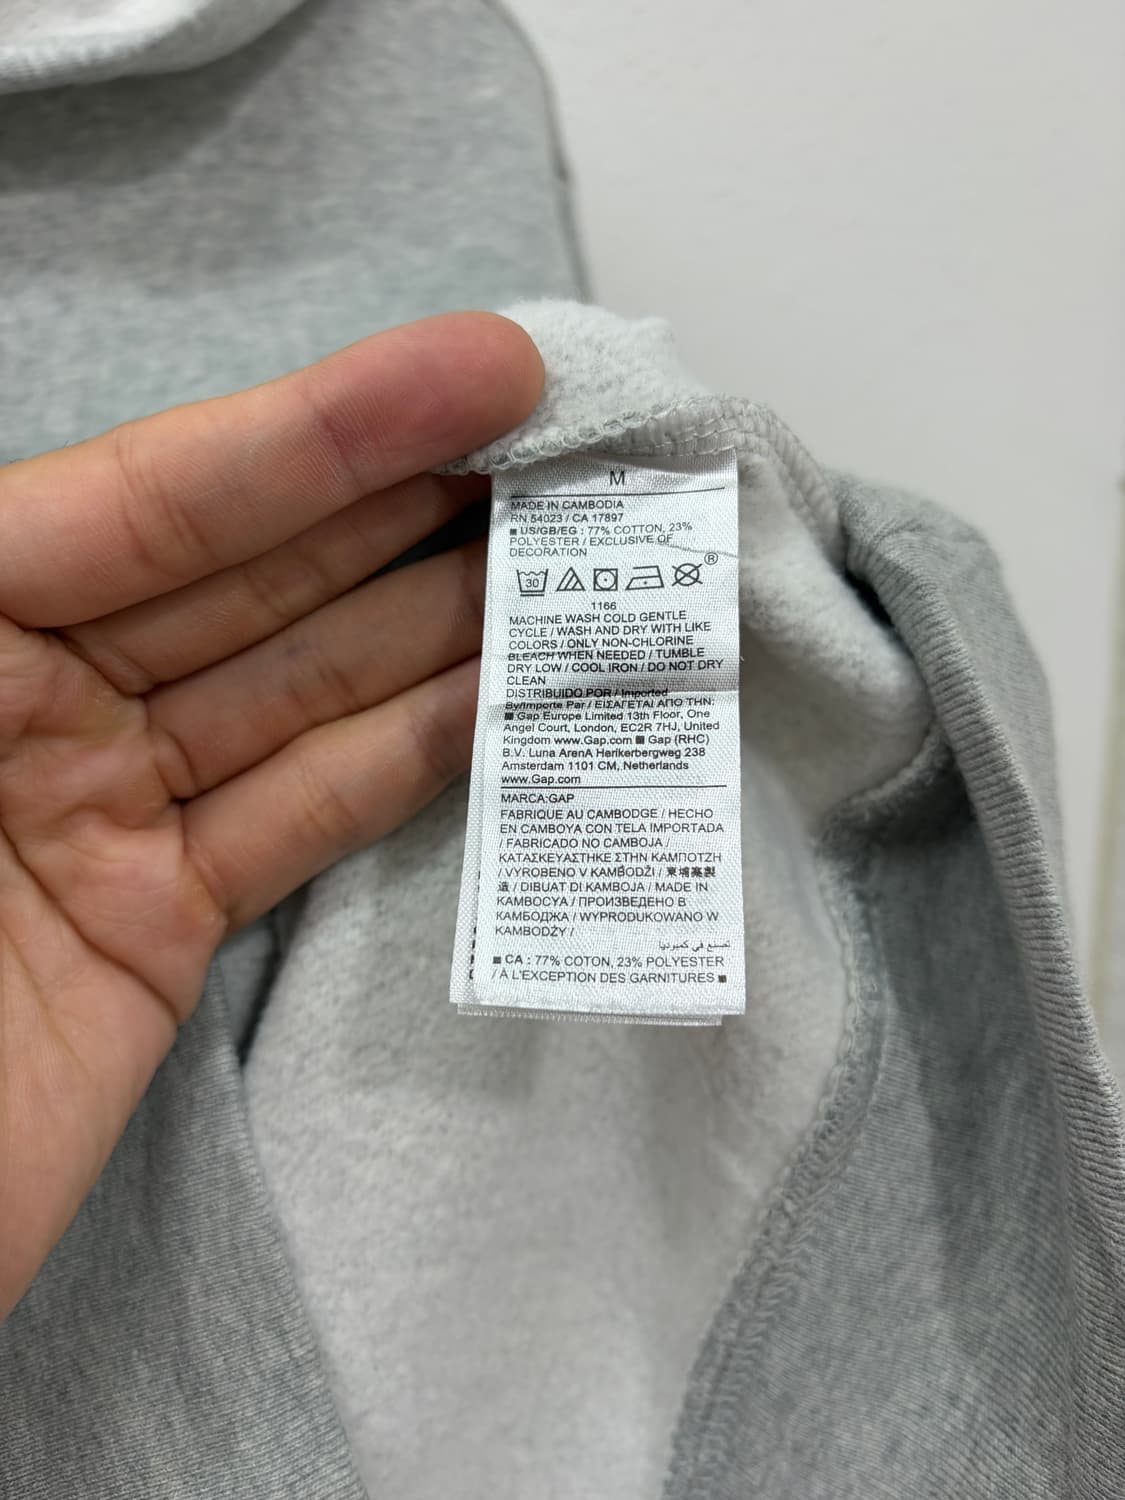 M
MADE IN CAMBODIA
RN 54023 / CA 17897
■ US/GB/EG : 77% COTTON, 23%
POLYESTER / EXCLUSIVE OF
DECORATION
30
®
1166
MACHINE WASH COLD GENTLE
CYCLE / WASH AND DRY WITH LIKE
COLORS / ONLY NON-CHLORINE
BLEACH WHEN NEEDED / TUMBLE
DRY LOW / COOL IRON / DO NOT DRY
CLEAN
DISTRIBUIDO POR / Imported
By/Importe Par / ΕΙΣΑΓΕΤΑΙ ΑΠΟ ΤΗΝ:
■ Gap Europe Limited 13th Floor, One
Angel Court, London, EC2R 7HJ, United
Kingdom www.Gap.com ■ Gap (RHC)
B.V. Luna ArenA Herikerbergweg 238
Amsterdam 1101 CM, Netherlands
www.Gap.com
MARCA:GAP
FABRIQUE AU CAMBODGE / HECHO
EN CAMBOYA CON TELA IMPORTADA
/ FABRICADO NO CAMBOJA /
ΚΑΤΑΣΚΕΥΑΣΤΗΚΕ ΣΤΗΝ ΚΑΜΠΟΤΖΗ
/ VYROBENO V KAMBODŽI / 柬埔寨製
造 / DIBUAT DI KAMBOJA / MADE IN
KAMBOCYA / ПРОИЗВЕДЕНО В
КАМБОДЖА / WYPRODUKOWANO W
KAMBODŻY /
تصنع في كمبوديا
■ CA : 77% COTON, 23% POLYESTER
/ À L'EXCEPTION DES GARNITURES ■